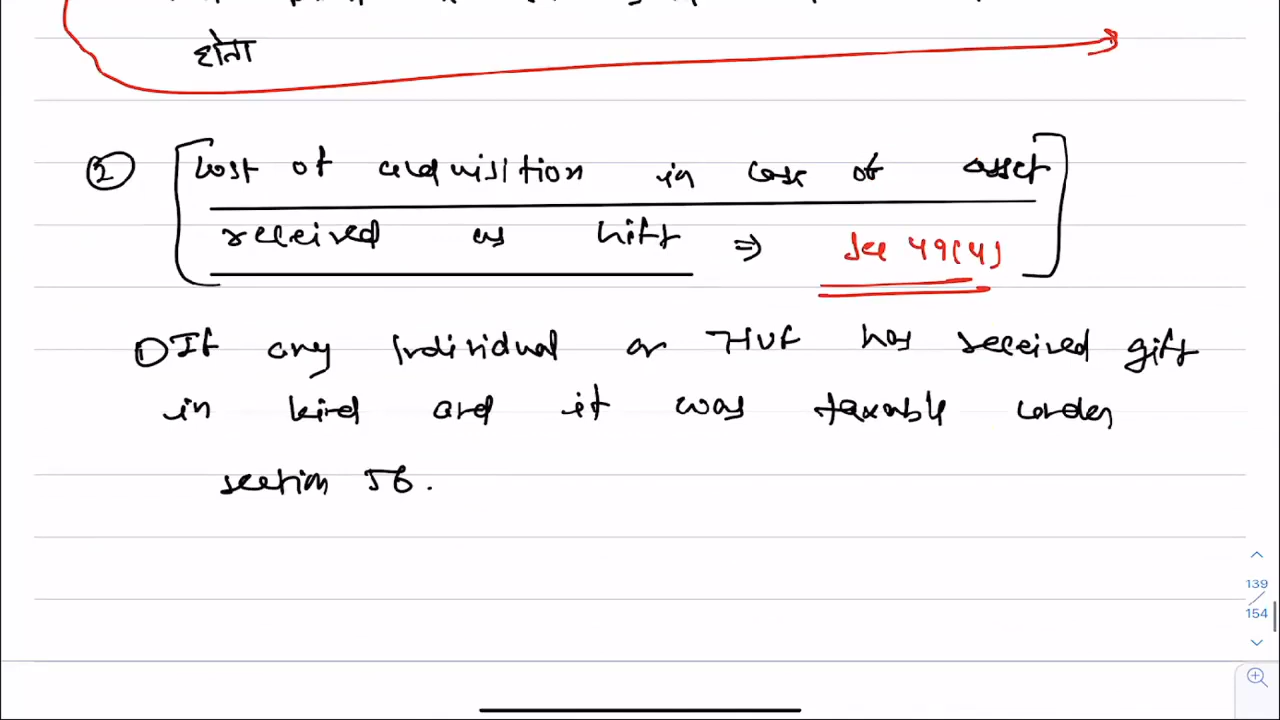 होता
② [Cost of acquisition in case of asset
received as Gift ⇒ Sec 49(4)]
① If any Individual or HUF has received gift
in kind and it was taxable under
section 56.
139
154